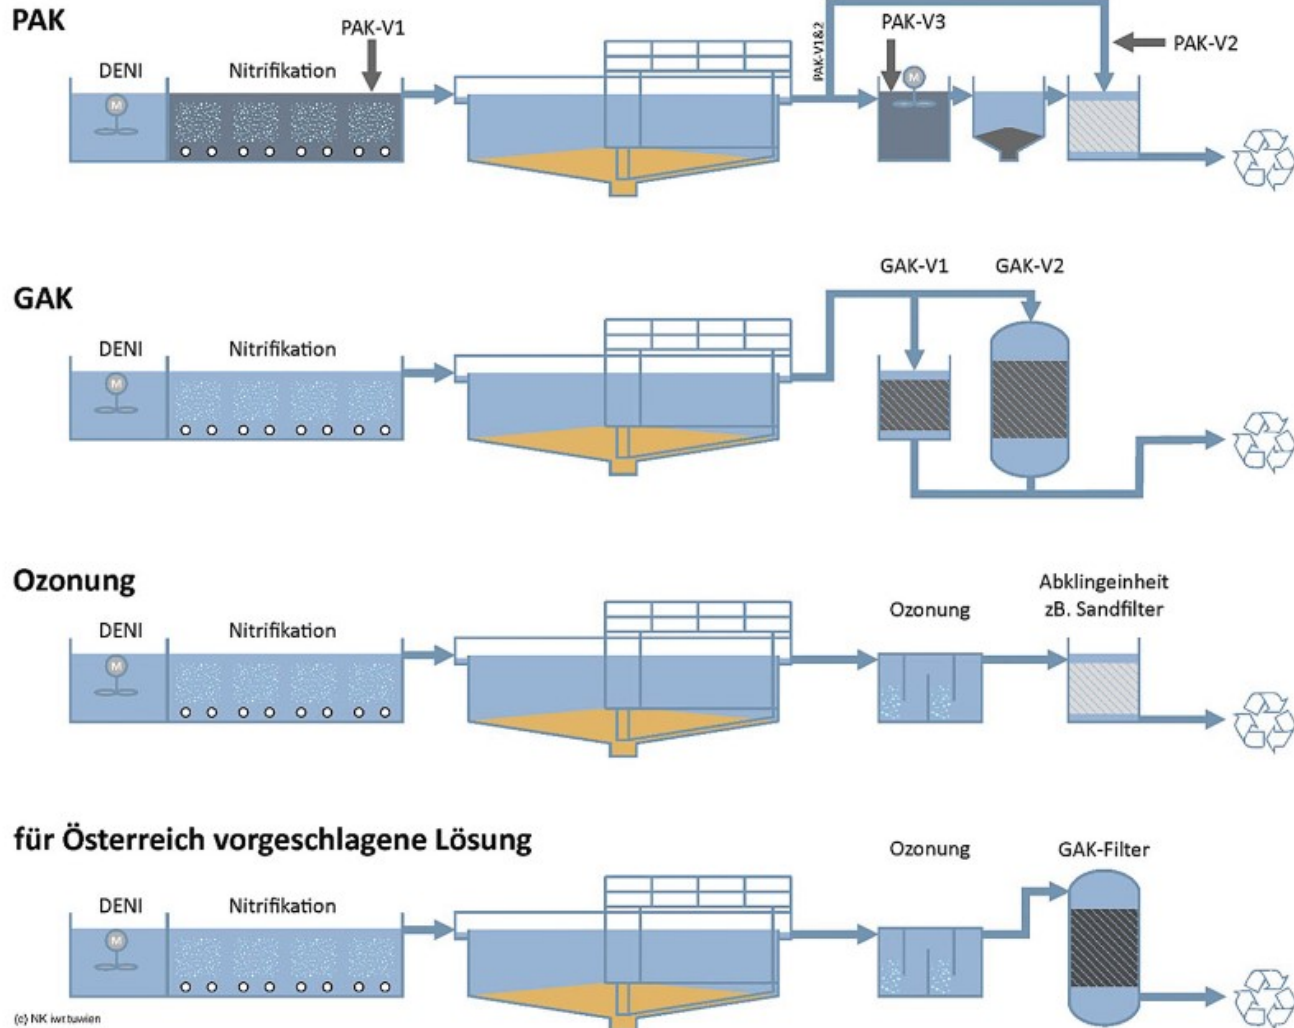 PAK
PAK-V1
PAK-V1&2
PAK-V3
PAK-V2
DENI
Nitrifikation
M
M
GAK-V1
GAK-V2
GAK
DENI
Nitrifikation
M
Ozonung
Abklingeinheit
zB. Sandfilter
Ozonung
DENI
Nitrifikation
M
für Österreich vorgeschlagene Lösung
Ozonung
GAK-Filter
DENI
Nitrifikation
M
(c) NK iwr tuwien